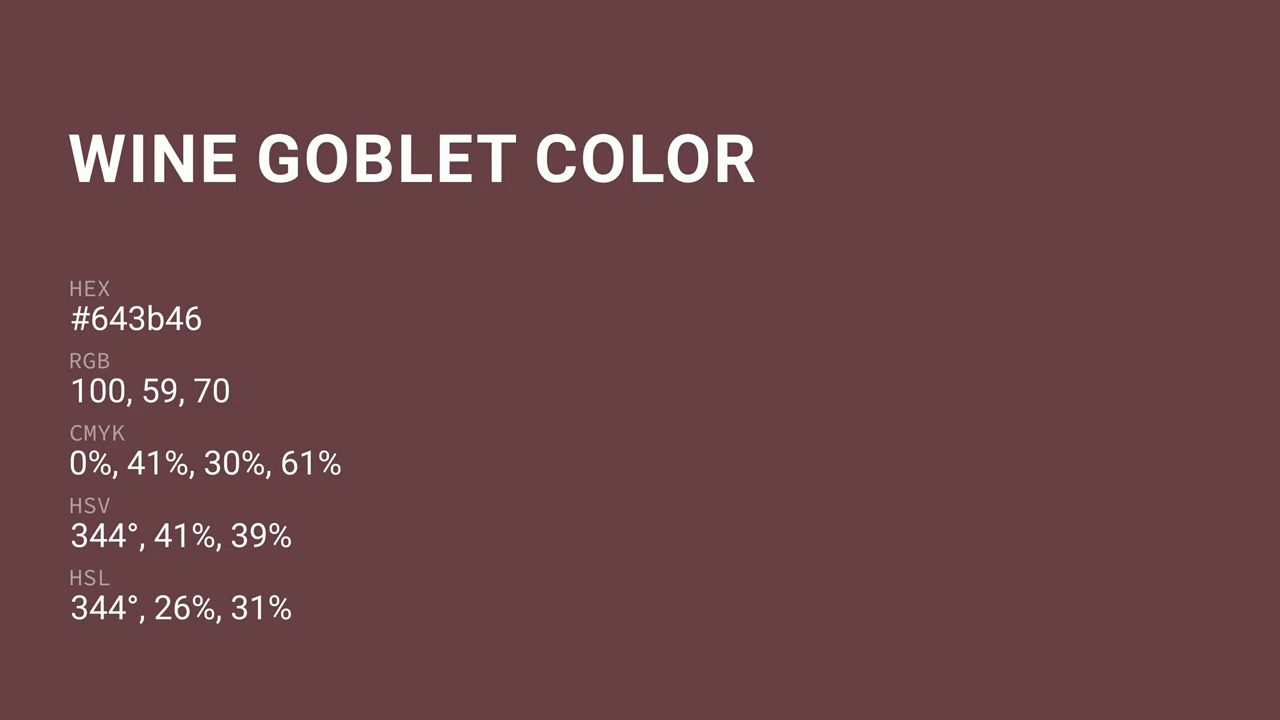 WINE GOBLET COLOR
HEX
#643b46
RGB
100, 59, 70
CMYK
0%, 41%, 30%, 61%
HSV
344°, 41%, 39%
HSL
344°, 26%, 31%